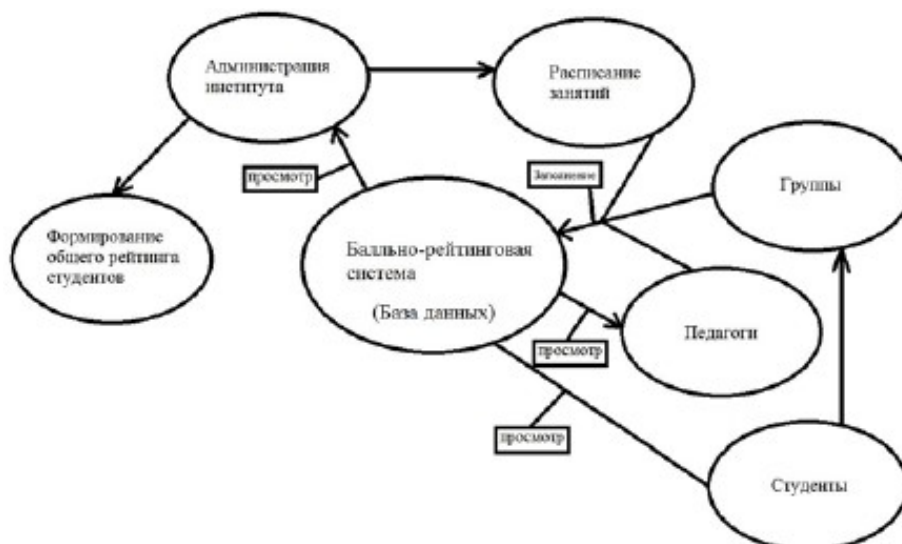 Администрация
института
Расписание
занятий
просмотр
Заполнение
Группы
Формирование
общего рейтинга
студентов
Балльно-рейтинговая
система
(База данных)
Педагоги
просмотр
просмотр
Студенты